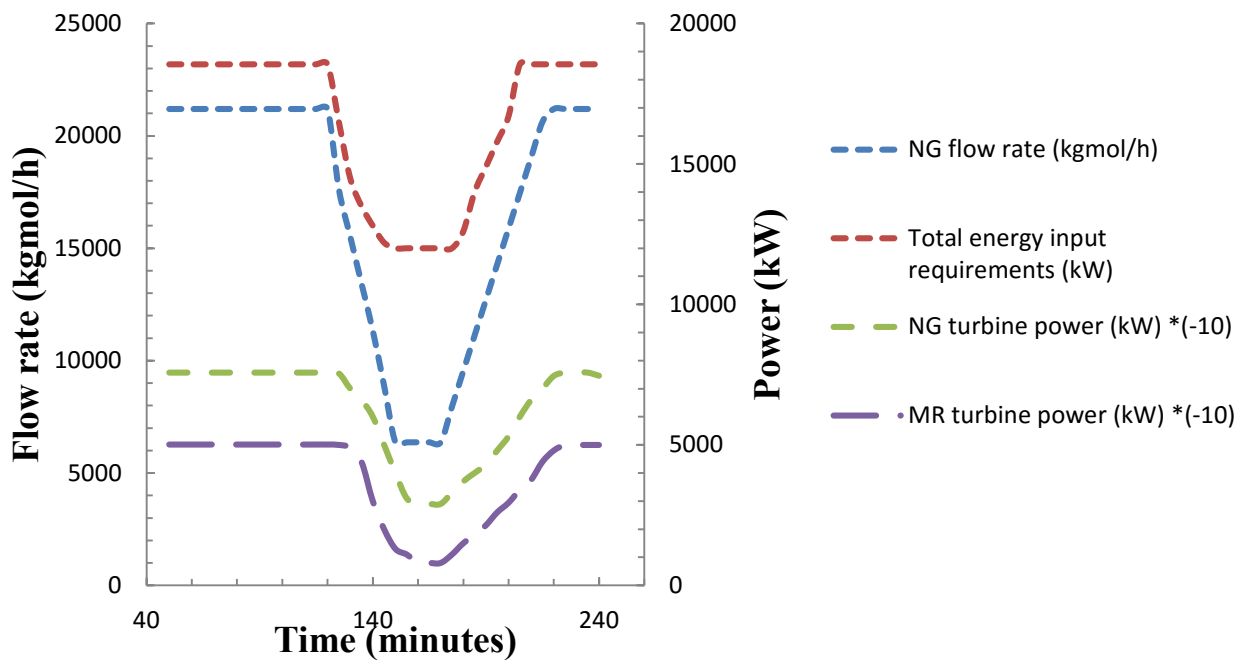 25000
20000
15000
10000
5000
0
Flow rate (kgmol/h)
40
140
240
Time (minutes)
20000
15000
10000
5000
0
Power (kW)
NG flow rate (kgmol/h)
Total energy input
requirements (kW)
NG turbine power (kW) *(-10)
MR turbine power (kW) *(-10)